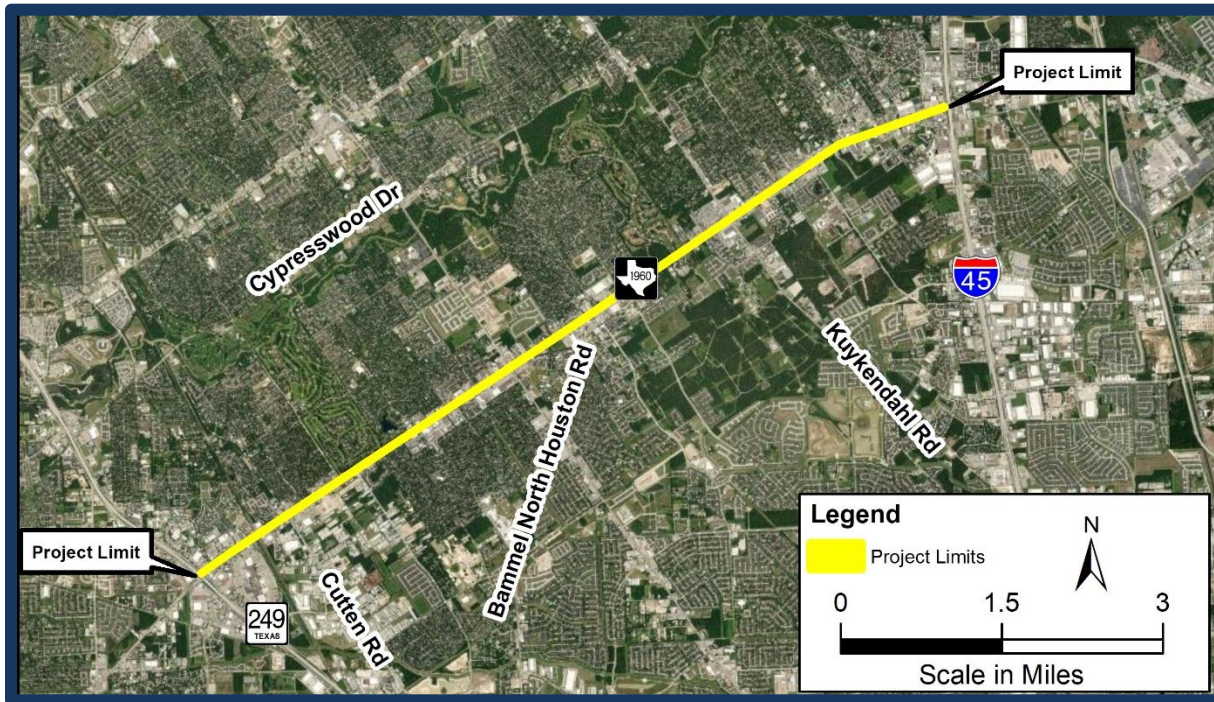 Project Limit
Cypresswood Dr
1960
45
Kuykendahl Rd
Bammel North Houston Rd
Project Limit
249
TEXAS
Cutten Rd
Legend
Project Limits
N
0 1.5 3
Scale in Miles